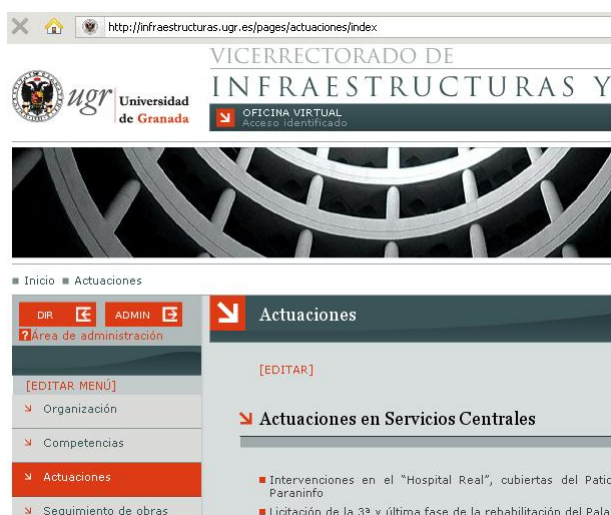 http://infraestructuras.ugr.es/pages/actuaciones/index
VICERRECTORADO DE
INFRAESTRUCTURAS Y
ugr Universidad
de Granada
OFICINA VIRTUAL
Acceso identificado
Inicio Actuaciones
DIR ADMIN
?Área de administración
[EDITAR MENÚ]
Organización
Competencias
Actuaciones
Seguimiento de obras
Actuaciones
[EDITAR]
Actuaciones en Servicios Centrales
Intervenciones en el "Hospital Real", cubiertas del Patio
Paraninfo
Licitación de la 3ª y última fase de la rehabilitación del Pala